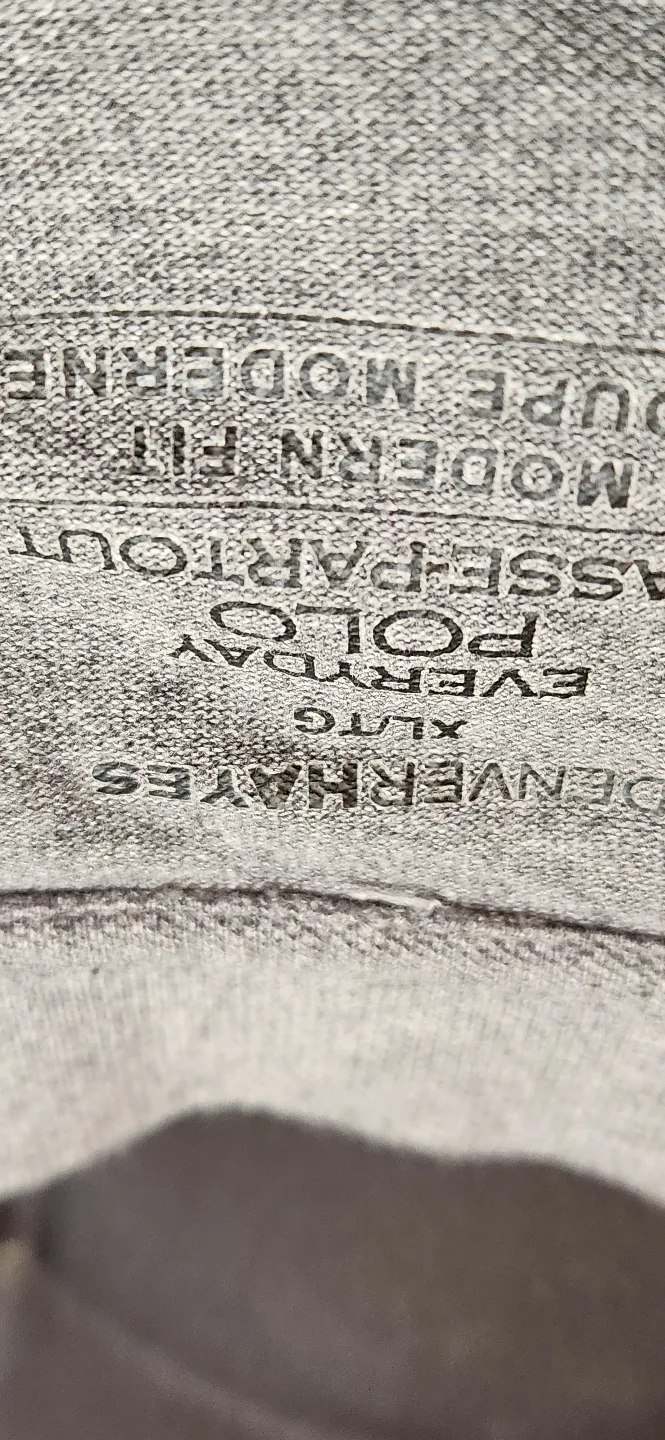 DENVERHAYES
XL/TG
EVERYDAY
POLO
ASSE-PARTOUT
MODERN FIT
OUPE MODERNE